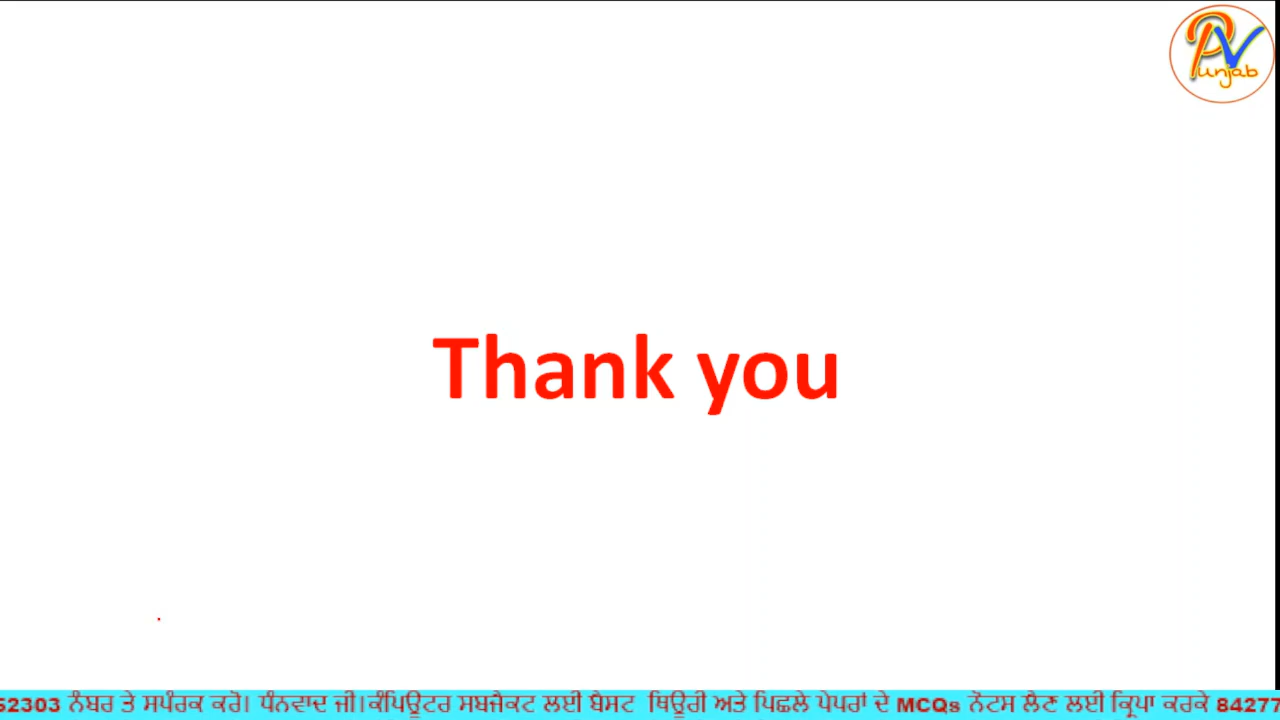 PV
unjab
Thank you
52303 ਨੰਬਰ ਤੇ ਸਪੰਰਕ ਕਰੋ। ਧੰਨਵਾਦ ਜੀ।ਕੰਪਿਊਟਰ ਸਬਜੈਕਟ ਲਈ ਬੈਸਟ ਥਿਊਰੀ ਅਤੇ ਪਿਛਲੇ ਪੇਪਰਾਂ ਦੇ MCQs ਨੋਟਸ ਲੈਣ ਲਈ ਕ੍ਰਿਪਾ ਕਰਕੇ 84277